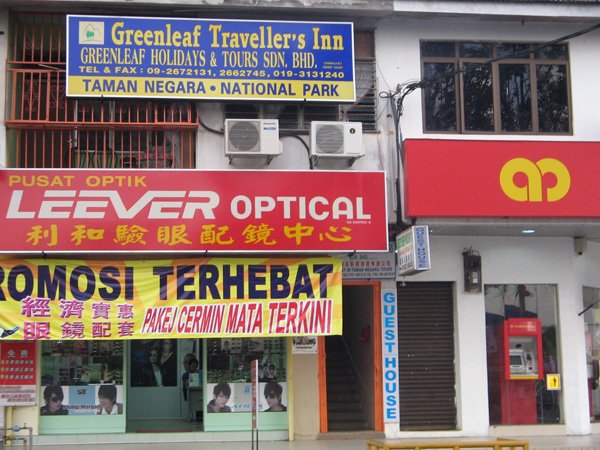 Greenleaf Traveller's Inn
GREENLEAF HOLIDAYS & TOURS SDN. BHD.
TEL & FAX : 09-2672131, 2662745, 019-3131240
TAMAN NEGARA • NATIONAL PARK
PUSAT OPTIK
LEEVER OPTICAL
利和驗眼配鏡中心
ROMOSI TERHEBAT
經濟實惠
眼鏡配套
PAKEJ CERMIN MATA TERKINI
免費
GUEST HOUSE